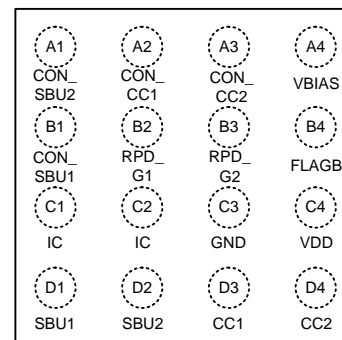 A1 A2 A3 A4
CON_ CON_ CON_ VBIAS
SBU2 CC1 CC2
B1 B2 B3 B4
CON_ RPD_ RPD_ FLAGB
SBU1 G1 G2
C1 C2 C3 C4
IC IC GND VDD
D1 D2 D3 D4
SBU1 SBU2 CC1 CC2